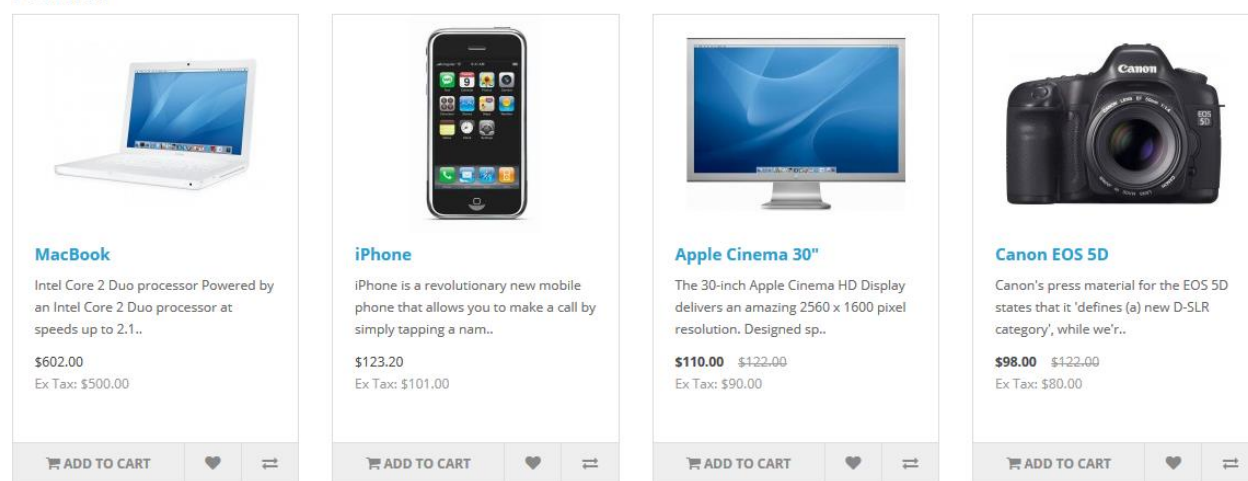 Canon
EOS
5D
MacBook
Intel Core 2 Duo processor Powered by
an Intel Core 2 Duo processor at
speeds up to 2.1..
$602.00
Ex Tax: $500.00
ADD TO CART
iPhone
iPhone is a revolutionary new mobile
phone that allows you to make a call by
simply tapping a nam..
$123.20
Ex Tax: $101.00
ADD TO CART
Apple Cinema 30"
The 30-inch Apple Cinema HD Display
delivers an amazing 2560 x 1600 pixel
resolution. Designed sp..
$110.00 $122.00
Ex Tax: $90.00
ADD TO CART
Canon EOS 5D
Canon's press material for the EOS 5D
states that it 'defines (a) new D-SLR
category', while we'r..
$98.00 $122.00
Ex Tax: $80.00
ADD TO CART